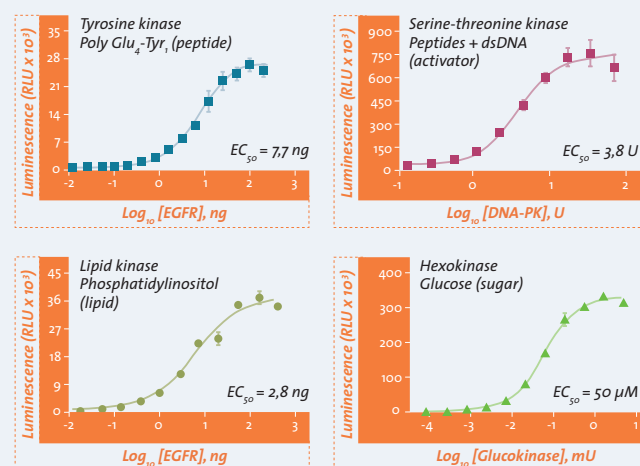 Tyrosine kinase
Poly Glu4-Tyr1 (peptide)
Luminescence (RLU x 10³)
35
28
21
14
7
0
EC50 = 7,7 ng
-2 -1 0 1 2 3
Log10 [EGFR], ng
Serine-threonine kinase
Peptides + dsDNA
(activator)
Luminescence (RLU x 10³)
900
750
600
450
300
150
0
EC50 = 3,8 U
-1 0 1 2
Log10 [DNA-PK], U
Lipid kinase
Phosphatidylinositol
(lipid)
Luminescence (RLU x 10³)
45
36
27
18
9
0
EC50 = 2,8 ng
-2 -1 0 1 2 3
Log10 [EGFR], ng
Hexokinase
Glucose (sugar)
Luminescence (RLU x 10³)
400
300
200
100
0
EC50 = 50 µM
-4 -3 -2 -1 0 1
Log10 [Glucokinase], mU